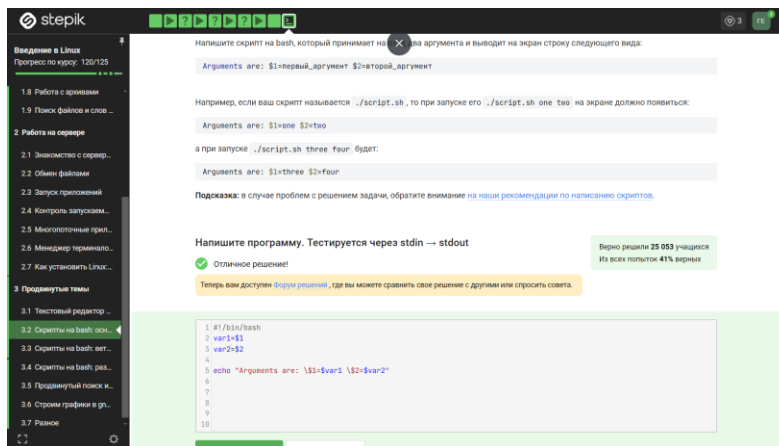 stepik
3
ГЕ
Введение в Linux
Прогресс по курсу: 120/125
1.8 Работа с архивами
1.9 Поиск файлов и слов ...
2 Работа на сервере
2.1 Знакомство с сервер...
2.2 Обмен файлами
2.3 Запуск приложений
2.4 Контроль запускаем...
2.5 Многопоточные прил...
2.6 Менеджер терминало...
2.7 Как установить Linux:...
3 Продвинутые темы
3.1 Текстовый редактор ...
3.2 Скрипты на bash: осн...
3.3 Скрипты на bash: вет...
3.4 Скрипты на bash: раз...
3.5 Продвинутый поиск и...
3.6 Строим графики в gn...
3.7 Разное
Напишите скрипт на bash, который принимает на два аргумента и выводит на экран строку следующего вида:
Arguments are: $1=первый_аргумент $2=второй_аргумент
Например, если ваш скрипт называется ./script.sh , то при запуске его ./script.sh one two на экране должно появиться:
Arguments are: $1=one $2=two
а при запуске ./script.sh three four будет:
Arguments are: $1=three $2=four
Подсказка: в случае проблем с решением задачи, обратите внимание на наши рекомендации по написанию скриптов.
Напишите программу. Тестируется через stdin → stdout
Верно решили 25 053 учащихся
Из всех попыток 41% верных
Отличное решение!
Теперь вам доступен Форум решений , где вы можете сравнить свое решение с другими или спросить совета.
1 #!/bin/bash
2 var1=$1
3 var2=$2
4
5 echo "Arguments are: \$1=$var1 \$2=$var2"
6
7
8
9
10